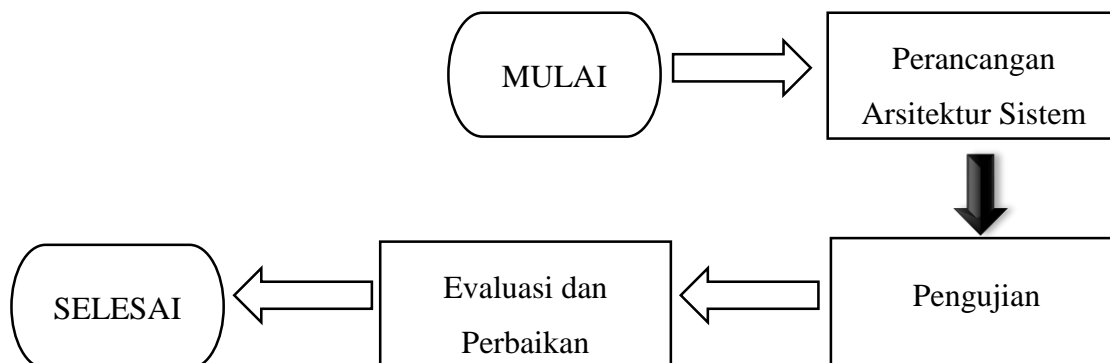 MULAI
Perancangan
Arsitektur Sistem
Pengujian
Evaluasi dan
Perbaikan
SELESAI